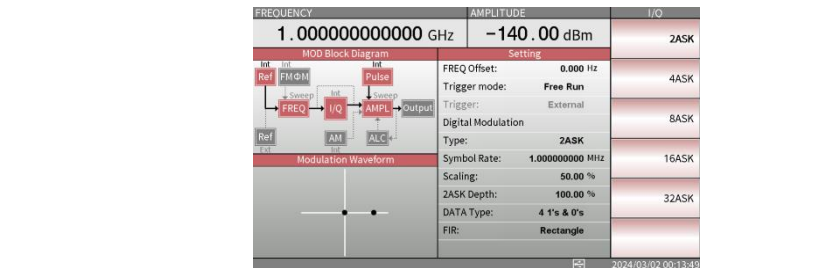 FREQUENCY
AMPLITUDE
I/O
1.000000000000 GHz
-140.00 dBm
MOD Block Diagram
Int
Int
Ref
FMΦM
Pulse
Sweep
Int
Sweep
FREQ
I/Q
AMPL
Output
Ref
AM
ALC
Ext
Int
Modulation Waveform
Setting
FREQ Offset: 0.000 Hz
Trigger mode: Free Run
Trigger: External
Digital Modulation
Type: 2ASK
Symbol Rate: 1.000000000 MHz
Scaling: 50.00 %
2ASK Depth: 100.00 %
DATA Type: 4 1's & 0's
FIR: Rectangle
2ASK
4ASK
8ASK
16ASK
32ASK
2024/03/02 00:13:49